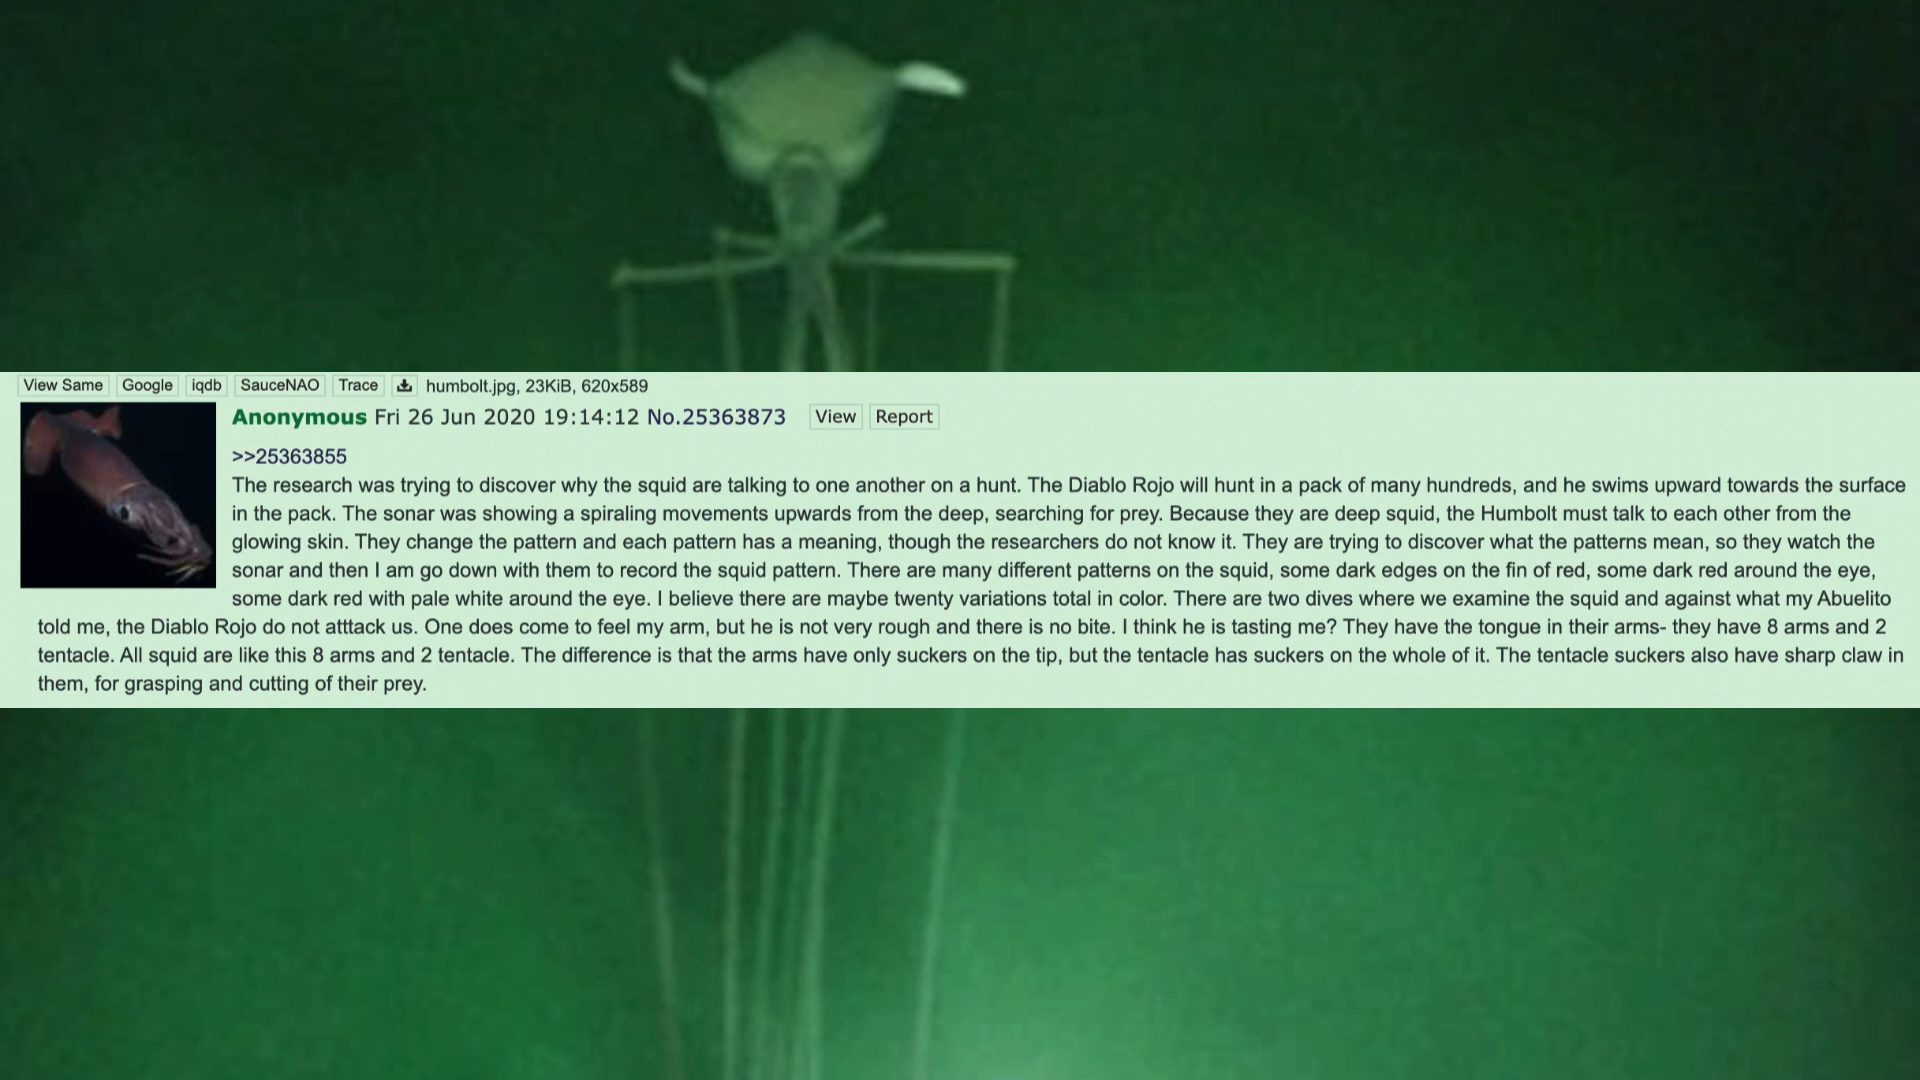 View Same Google iqdb SauceNAO Trace humbolt.jpg, 23KiB, 620x589
Anonymous Fri 26 Jun 2020 19:14:12 No.25363873 View Report
>>25363855
The research was trying to discover why the squid are talking to one another on a hunt. The Diablo Rojo will hunt in a pack of many hundreds, and he swims upward towards the surface
in the pack. The sonar was showing a spiraling movements upwards from the deep, searching for prey. Because they are deep squid, the Humbolt must talk to each other from the
glowing skin. They change the pattern and each pattern has a meaning, though the researchers do not know it. They are trying to discover what the patterns mean, so they watch the
sonar and then I am go down with them to record the squid pattern. There are many different patterns on the squid, some dark edges on the fin of red, some dark red around the eye,
some dark red with pale white around the eye. I believe there are maybe twenty variations total in color. There are two dives where we examine the squid and against what my Abuelito
told me, the Diablo Rojo do not atttack us. One does come to feel my arm, but he is not very rough and there is no bite. I think he is tasting me? They have the tongue in their arms- they have 8 arms and 2
tentacle. All squid are like this 8 arms and 2 tentacle. The difference is that the arms have only suckers on the tip, but the tentacle has suckers on the whole of it. The tentacle suckers also have sharp claw in
them, for grasping and cutting of their prey.